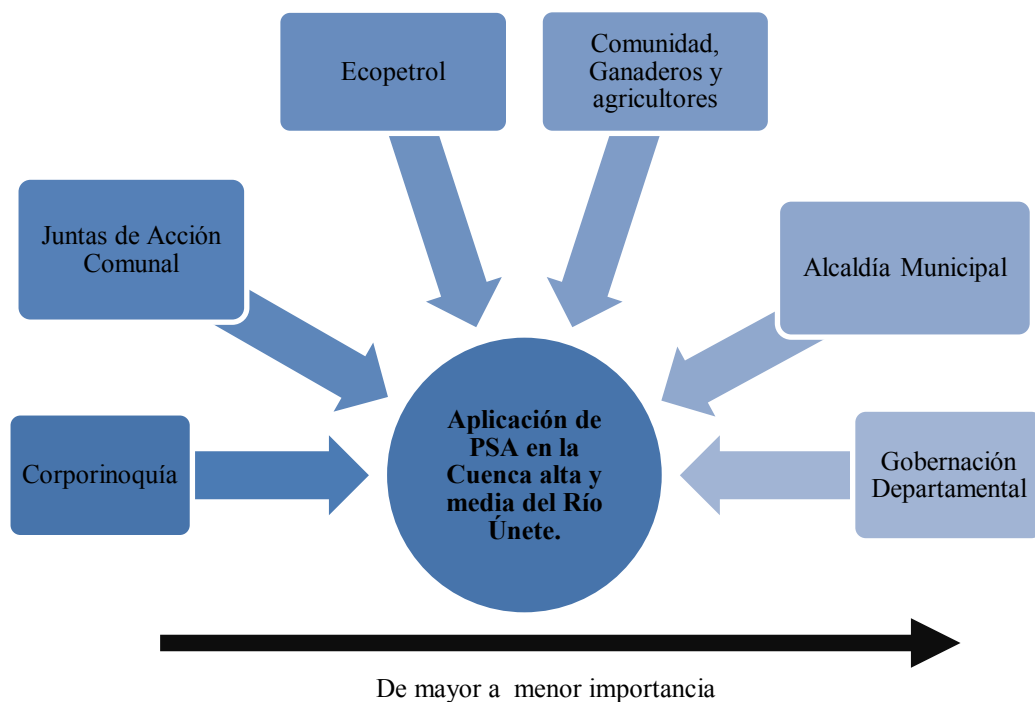 Ecopetrol
Comunidad,
Ganaderos y
agricultores
Juntas de Acción
Comunal
Alcaldía Municipal
Corporinoquía
Aplicación de
PSA en la
Cuenca alta y
media del Río
Únete.
Gobernación
Departamental
De mayor a menor importancia